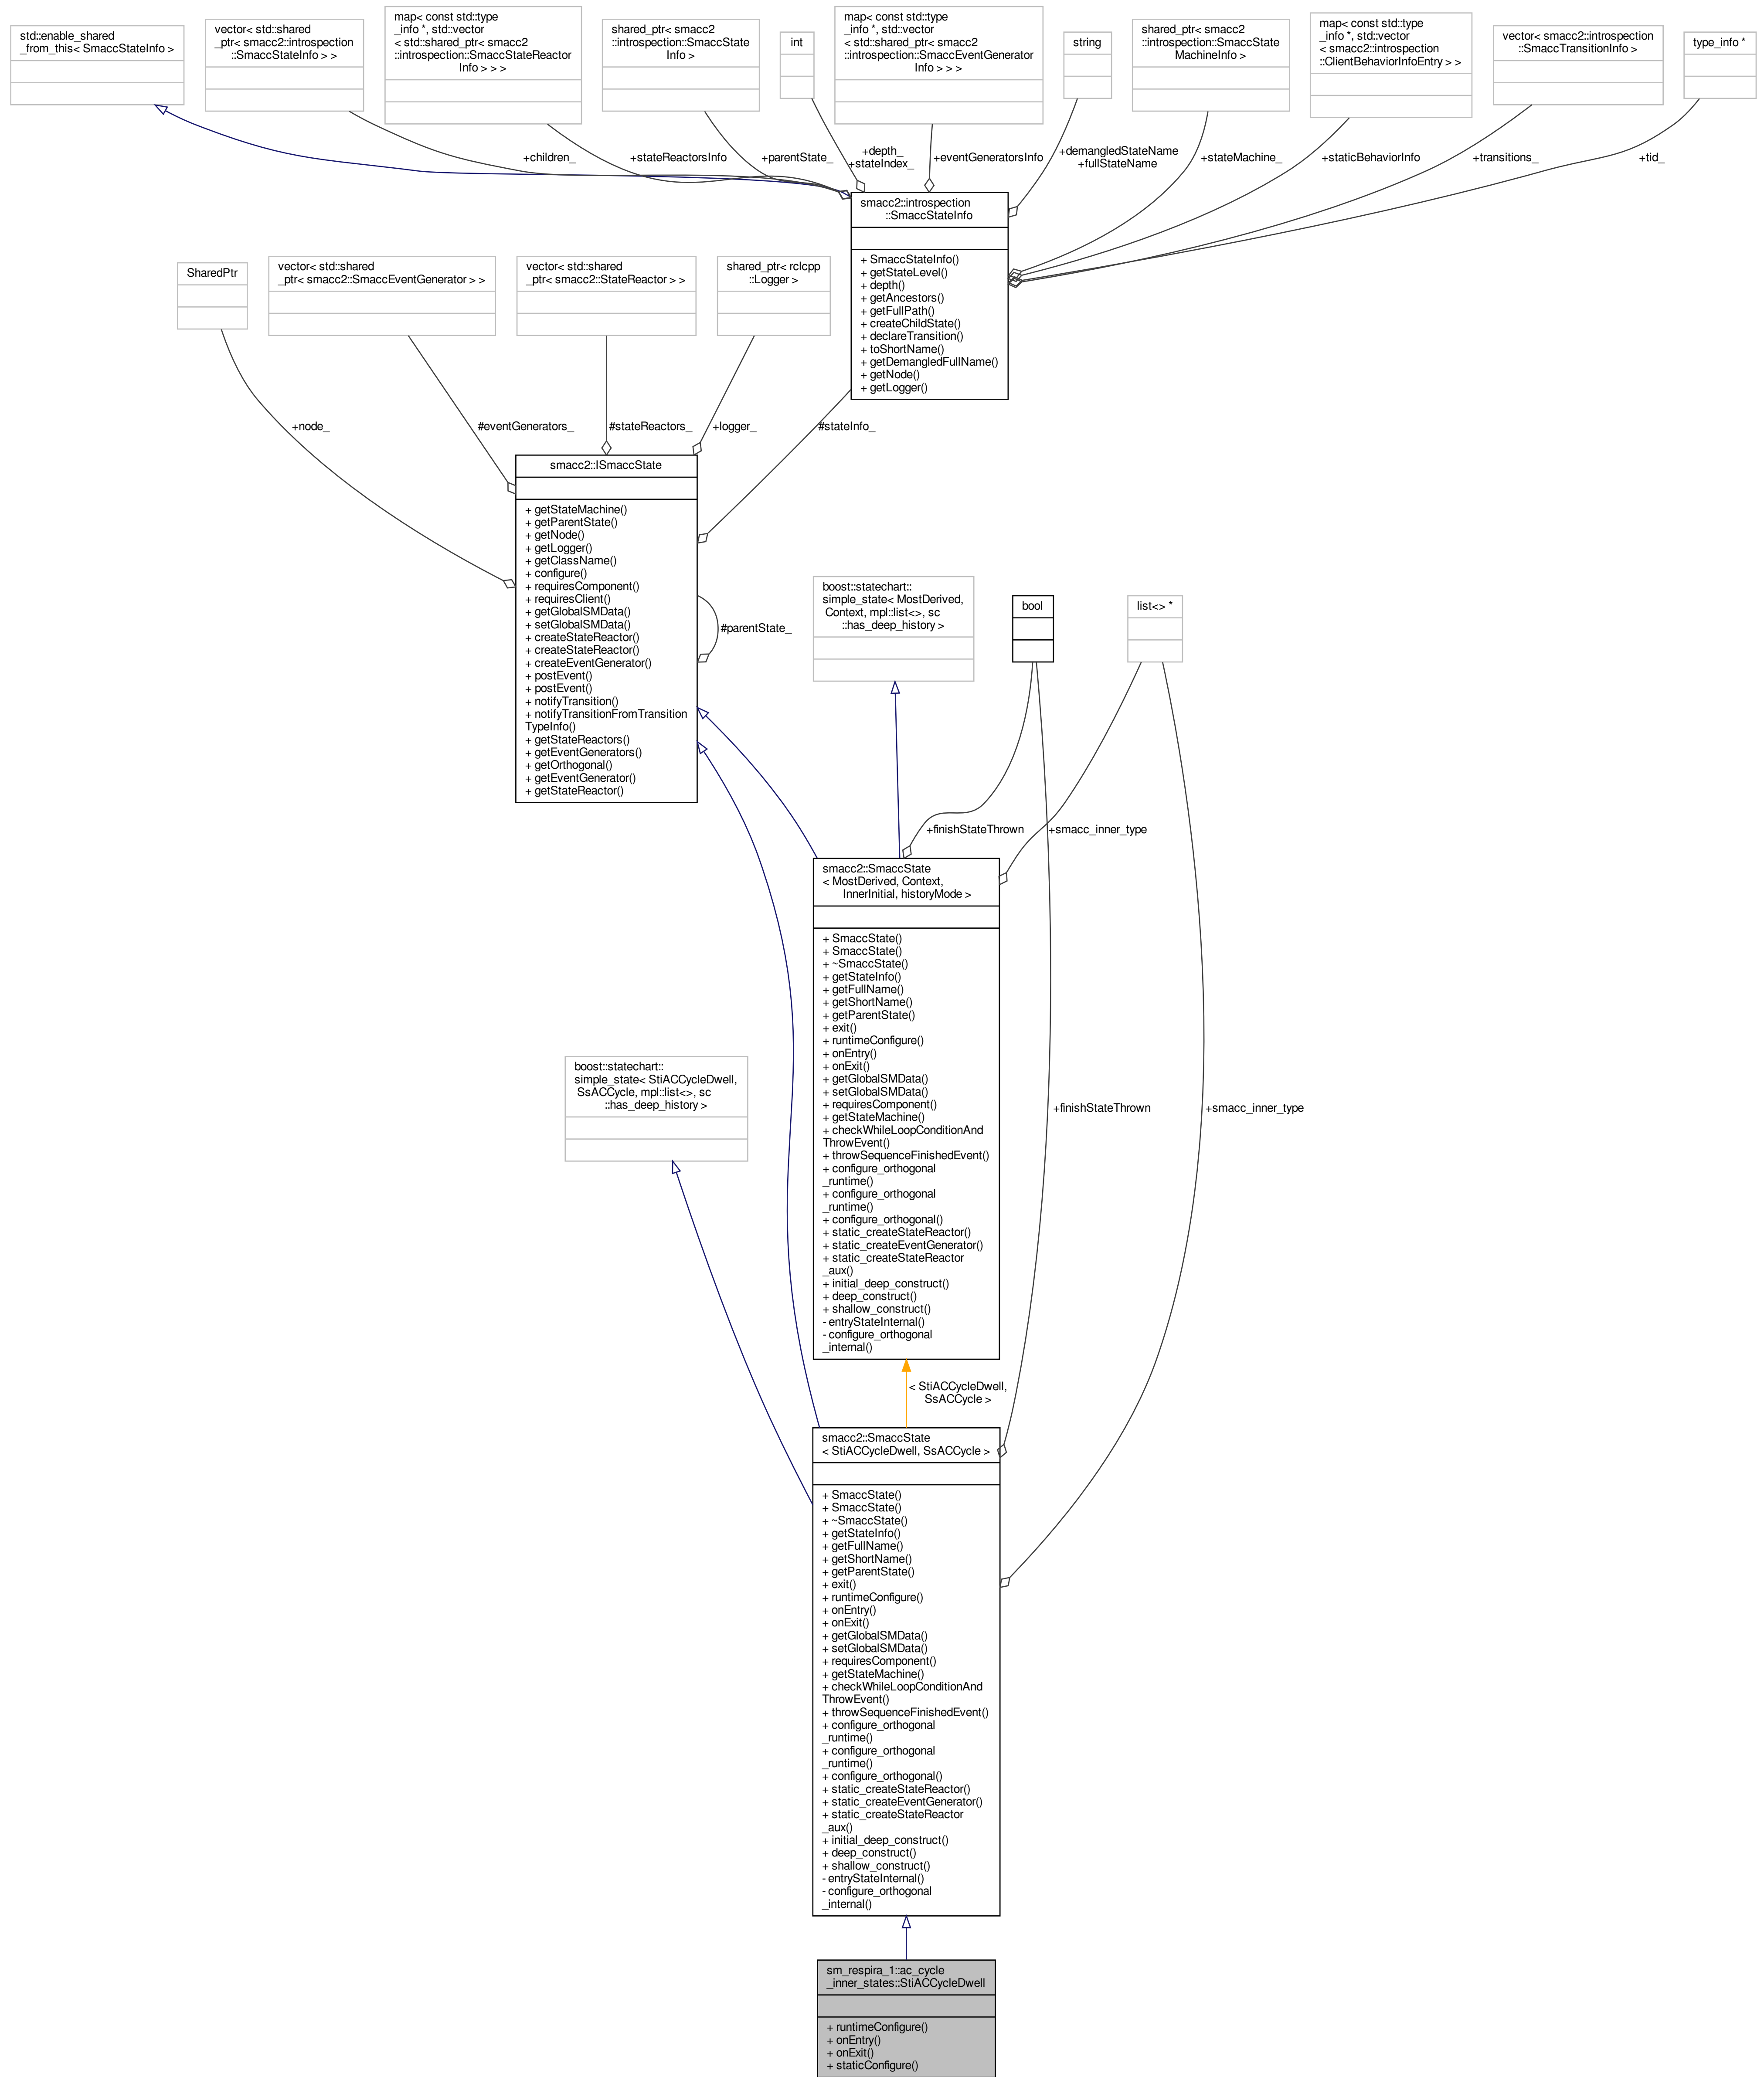 std::enable_shared
_from_this< SmaccStateInfo >
vector< std::shared
_ptr< smacc2::introspection
::SmaccStateInfo > >
map< const std::type
_info *, std::vector
< std::shared_ptr< smacc2
::introspection::SmaccStateReactor
Info > > >
shared_ptr< smacc2
::introspection::SmaccState
Info >
int
map< const std::type
_info *, std::vector
< std::shared_ptr< smacc2
::introspection::SmaccEventGenerator
Info > > >
string
shared_ptr< smacc2
::introspection::SmaccState
MachineInfo >
map< const std::type
_info *, std::vector
< smacc2::introspection
::ClientBehaviorInfoEntry > >
vector< smacc2::introspection
::SmaccTransitionInfo >
type_info *
+children_
+stateReactorsInfo
+parentState_
+depth_
+stateIndex_
+eventGeneratorsInfo
+demangledStateName
+fullStateName
+stateMachine_
+staticBehaviorInfo
+transitions_
+tid_
smacc2::introspection
::SmaccStateInfo
+ SmaccStateInfo()
+ getStateLevel()
+ depth()
+ getAncestors()
+ getFullPath()
+ createChildState()
+ declareTransition()
+ toShortName()
+ getDemangledFullName()
+ getNode()
+ getLogger()
SharedPtr
vector< std::shared
_ptr< smacc2::SmaccEventGenerator > >
vector< std::shared
_ptr< smacc2::StateReactor > >
shared_ptr< rclcpp
::Logger >
+node_
#eventGenerators_
#stateReactors_
+logger_
#stateInfo_
smacc2::ISmaccState
+ getStateMachine()
+ getParentState()
+ getNode()
+ getLogger()
+ getClassName()
+ configure()
+ requiresComponent()
+ requiresClient()
+ getGlobalSMData()
+ setGlobalSMData()
+ createStateReactor()
+ createStateReactor()
+ createEventGenerator()
+ postEvent()
+ postEvent()
+ notifyTransition()
+ notifyTransitionFromTransition
TypeInfo()
+ getStateReactors()
+ getEventGenerators()
+ getOrthogonal()
+ getEventGenerator()
+ getStateReactor()
#parentState_
boost::statechart::
simple_state< MostDerived,
Context, mpl::list<>, sc
::has_deep_history >
bool
list<> *
+finishStateThrown
+smacc_inner_type
smacc2::SmaccState
< MostDerived, Context,
InnerInitial, historyMode >
+ SmaccState()
+ SmaccState()
+ ~SmaccState()
+ getStateInfo()
+ getFullName()
+ getShortName()
+ getParentState()
+ exit()
+ runtimeConfigure()
+ onEntry()
+ onExit()
+ getGlobalSMData()
+ setGlobalSMData()
+ requiresComponent()
+ getStateMachine()
+ checkWhileLoopConditionAnd
ThrowEvent()
+ throwSequenceFinishedEvent()
+ configure_orthogonal
_runtime()
+ configure_orthogonal
_runtime()
+ configure_orthogonal()
+ static_createStateReactor()
+ static_createEventGenerator()
+ static_createStateReactor
_aux()
+ initial_deep_construct()
+ deep_construct()
+ shallow_construct()
- entryStateInternal()
- configure_orthogonal
_internal()
boost::statechart::
simple_state< StiACCycleDwell,
SsACCycle, mpl::list<>, sc
::has_deep_history >
+finishStateThrown
+smacc_inner_type
< StiACCycleDwell,
SsACCycle >
smacc2::SmaccState
< StiACCycleDwell, SsACCycle >
+ SmaccState()
+ SmaccState()
+ ~SmaccState()
+ getStateInfo()
+ getFullName()
+ getShortName()
+ getParentState()
+ exit()
+ runtimeConfigure()
+ onEntry()
+ onExit()
+ getGlobalSMData()
+ setGlobalSMData()
+ requiresComponent()
+ getStateMachine()
+ checkWhileLoopConditionAnd
ThrowEvent()
+ throwSequenceFinishedEvent()
+ configure_orthogonal
_runtime()
+ configure_orthogonal
_runtime()
+ configure_orthogonal()
+ static_createStateReactor()
+ static_createEventGenerator()
+ static_createStateReactor
_aux()
+ initial_deep_construct()
+ deep_construct()
+ shallow_construct()
- entryStateInternal()
- configure_orthogonal
_internal()
sm_respira_1::ac_cycle
_inner_states::StiACCycleDwell
+ runtimeConfigure()
+ onEntry()
+ onExit()
+ staticConfigure()